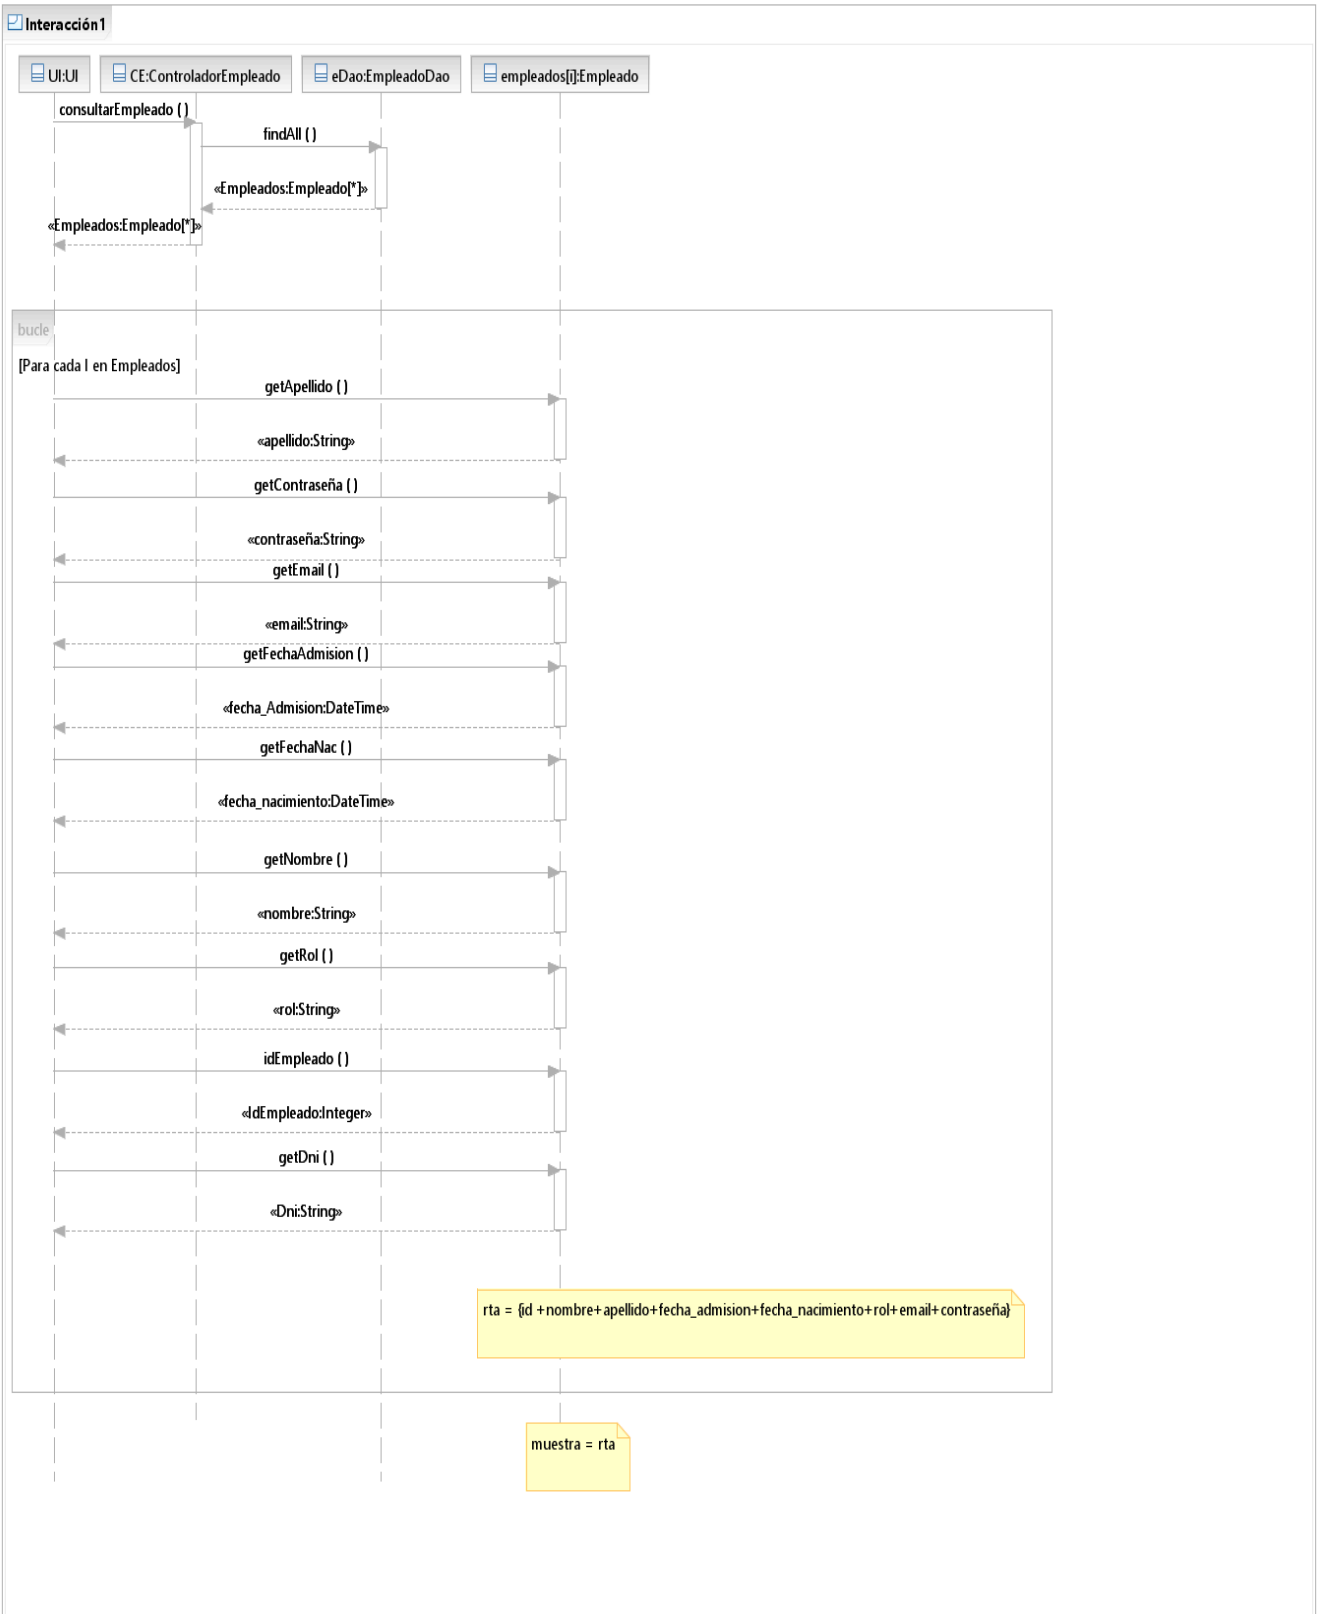 Interacción1
UI:UI
CE:ControladorEmpleado
eDao:EmpleadoDao
empleados[i]:Empleado
consultarEmpleado ( )
findAll ( )
«Empleados:Empleado[*]»
«Empleados:Empleado[*]»
bucle
[Para cada I en Empleados]
getApellido ( )
«apellido:String»
getContraseña ( )
«contraseña:String»
getEmail ( )
«email:String»
getFechaAdmision ( )
«fecha_Admision:DateTime»
getFechaNac ( )
«fecha_nacimiento:DateTime»
getNombre ( )
«nombre:String»
getRol ( )
«rol:String»
idEmpleado ( )
«IdEmpleado:Integer»
getDni ( )
«Dni:String»
rta = {id +nombre+apellido+fecha_admision+fecha_nacimiento+rol+email+contraseña}
muestra = rta